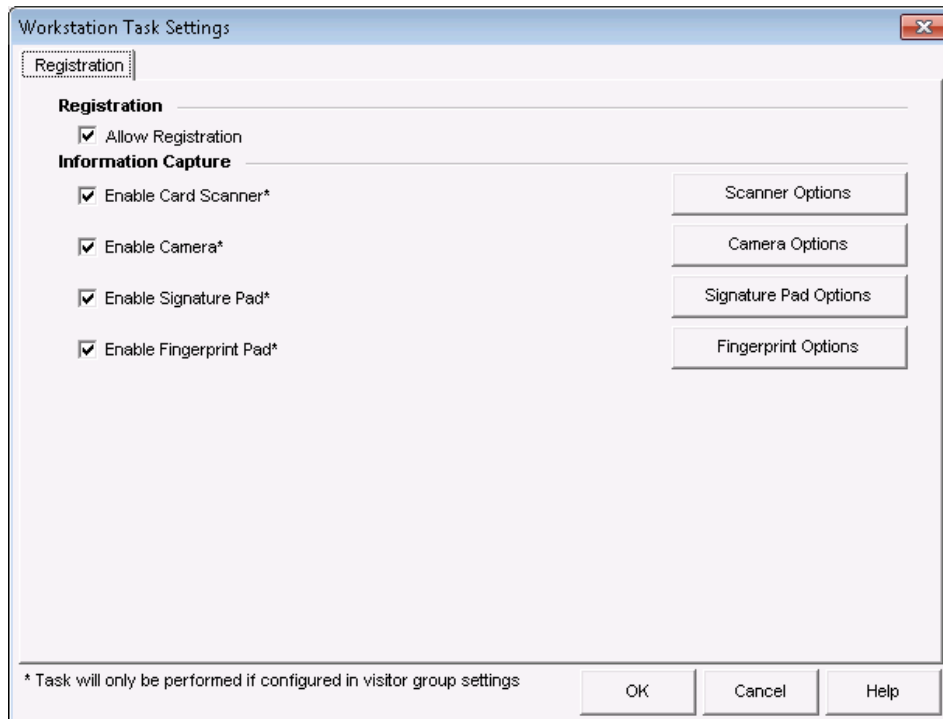 Workstation Task Settings
Registration
Registration
Allow Registration
Information Capture
Enable Card Scanner*
Scanner Options
Enable Camera*
Camera Options
Enable Signature Pad*
Signature Pad Options
Enable Fingerprint Pad*
Fingerprint Options
* Task will only be performed if configured in visitor group settings
OK
Cancel
Help